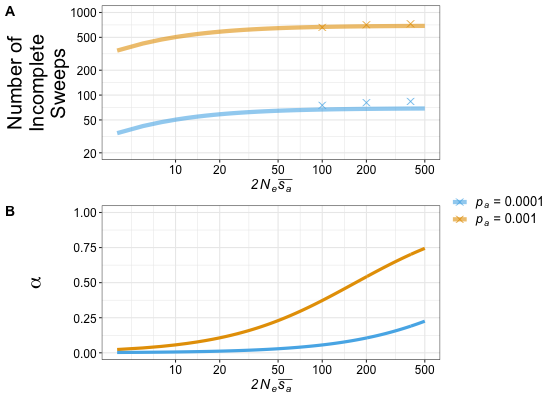 A
Number of
Incomplete
Sweeps
1000
500
200
100
50
20
10 20 50 100 200 500
2Nₑs̄ₐ
pₐ = 0.0001
pₐ = 0.001
B
α
1.00
0.75
0.50
0.25
0.00
10 20 50 100 200 500
2Nₑs̄ₐ